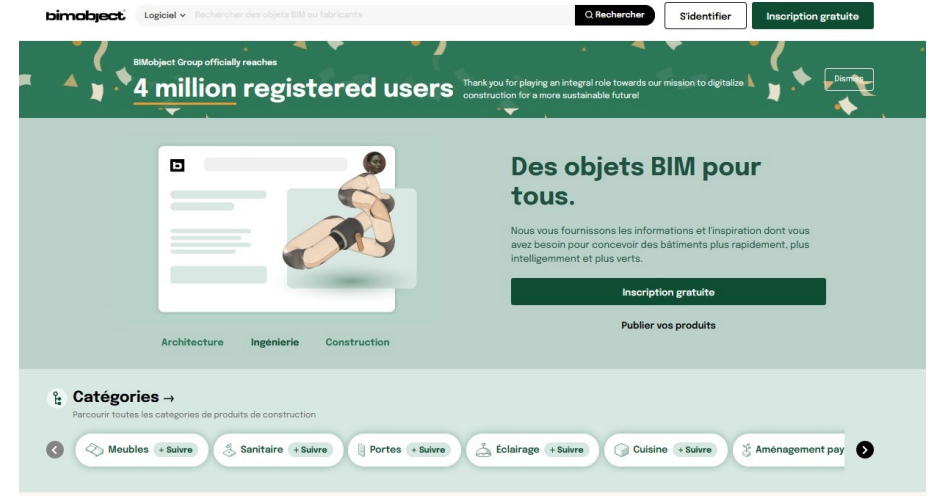 bimobject Logiciel Rechercher des objets BIM ou fabricants Rechercher S'identifier Inscription gratuite
BIMobject Group officially reaches
4 million registered users
Thank you for playing an integral role towards our mission to digitalize
construction for a more sustainable future!
Dismiss
b
Des objets BIM pour
tous.
Nous vous fournissons les informations et l'inspiration dont vous
avez besoin pour concevoir des bâtiments plus rapidement, plus
intelligemment et plus verts.
Inscription gratuite
Publier vos produits
Architecture Ingénierie Construction
Catégories →
Parcourir toutes les catégories de produits de construction
Meubles + Suivre Sanitaire + Suivre Portes + Suivre Éclairage + Suivre Cuisine + Suivre Aménagement pay